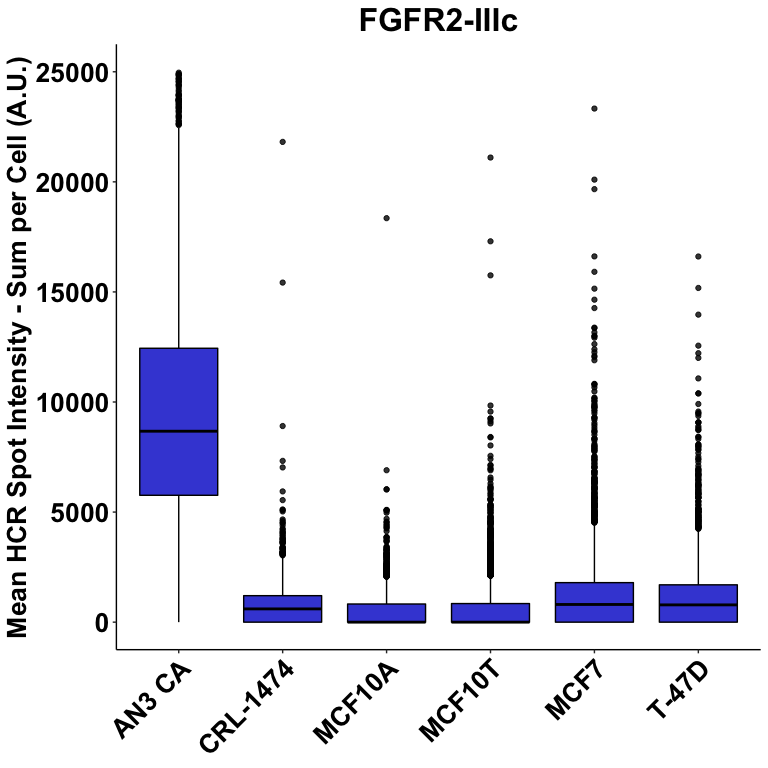 FGFR2-IIIc
Mean HCR Spot Intensity - Sum per Cell (A.U.)
25000
20000
15000
10000
5000
0
AN3 CA
CRL-1474
MCF10A
MCF10T
MCF7
T-47D